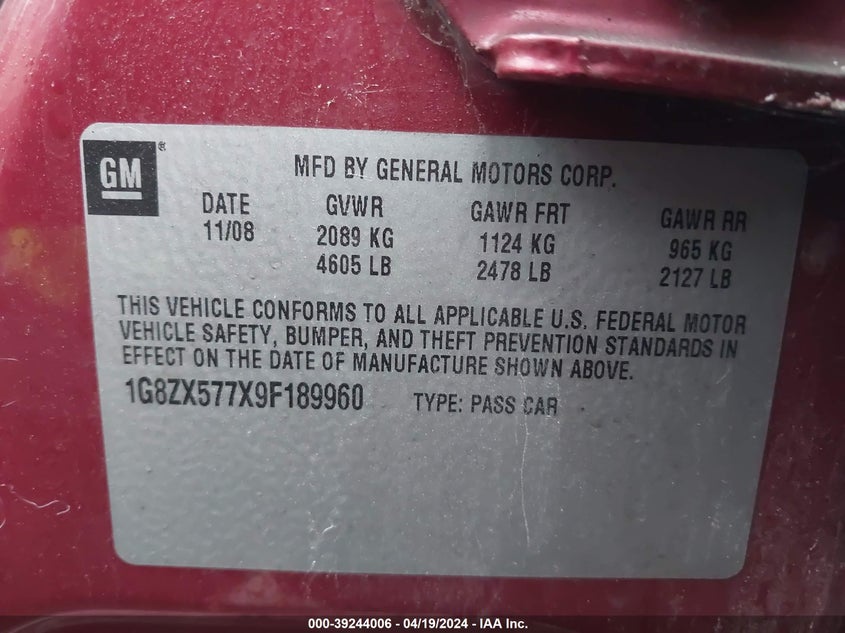 GM®
MFD BY GENERAL MOTORS CORP.
DATE GVWR GAWR FRT GAWR RR
11/08 2089 KG 1124 KG 965 KG
4605 LB 2478 LB 2127 LB
THIS VEHICLE CONFORMS TO ALL APPLICABLE U.S. FEDERAL MOTOR
VEHICLE SAFETY, BUMPER, AND THEFT PREVENTION STANDARDS IN
EFFECT ON THE DATE OF MANUFACTURE SHOWN ABOVE.
1G8ZX577X9F189960 TYPE: PASS CAR
000-39244006 - 04/19/2024 - IAA Inc.